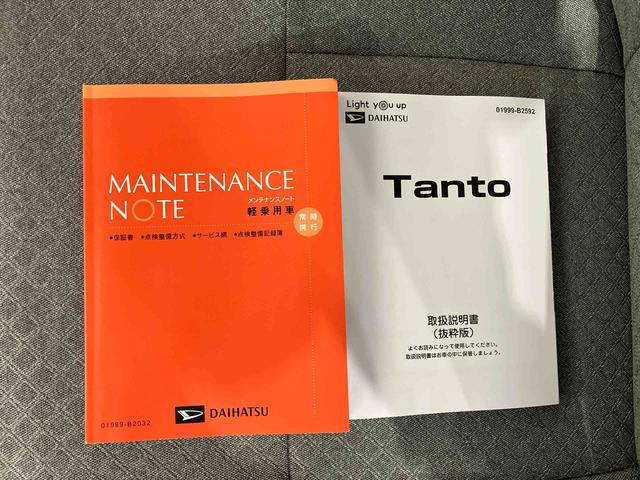 MAINTENANCE
NOTE
メンテナンスノート
軽乗用車
常時
携行
●保証書 ●点検整備方式 ●サービス網 ●点検整備記録簿
DAIHATSU
01989-B2032
Light you up
DAIHATSU
01999-B2592
Tanto
取扱説明書
（抜粋版）
よくお読みになって使用してください。
取扱説明書はお車の中に保管しましょう。